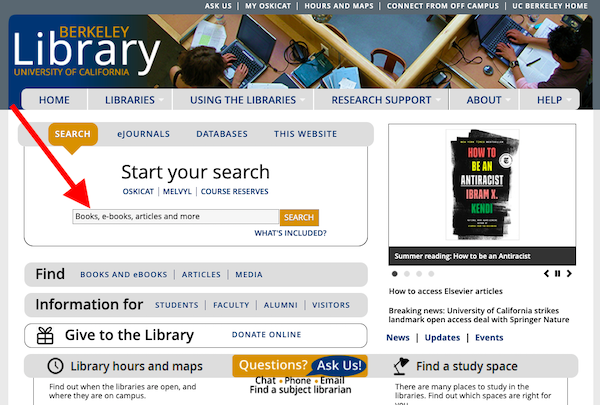 ASK US | MY OSKICAT | HOURS AND MAPS | CONNECT FROM OFF CAMPUS | UC BERKELEY HOME
BERKELEY
Library
UNIVERSITY OF CALIFORNIA
HOME LIBRARIES USING THE LIBRARIES RESEARCH SUPPORT ABOUT HELP
SEARCH eJOURNALS DATABASES THIS WEBSITE
Start your search
OSKICAT | MELVYL | COURSE RESERVES
Books, e-books, articles and more SEARCH
WHAT'S INCLUDED?
HOW TO
BE AN
ANTIRACIST
IBRAM X.
KENDI
Summer reading: How to be an Antiracist
Find BOOKS AND eBOOKS | ARTICLES | MEDIA
Information for STUDENTS | FACULTY | ALUMNI | VISITORS
Give to the Library DONATE ONLINE
How to access Elsevier articles
Breaking news: University of California strikes
landmark open access deal with Springer Nature
News | Updates | Events
Library hours and maps
Find out when the libraries are open, and
where they are on campus.
Questions? Ask Us!
Chat • Phone • Email
Find a subject librarian
Find a study space
There are many places to study in the
libraries. Find out which spaces are right for
you.